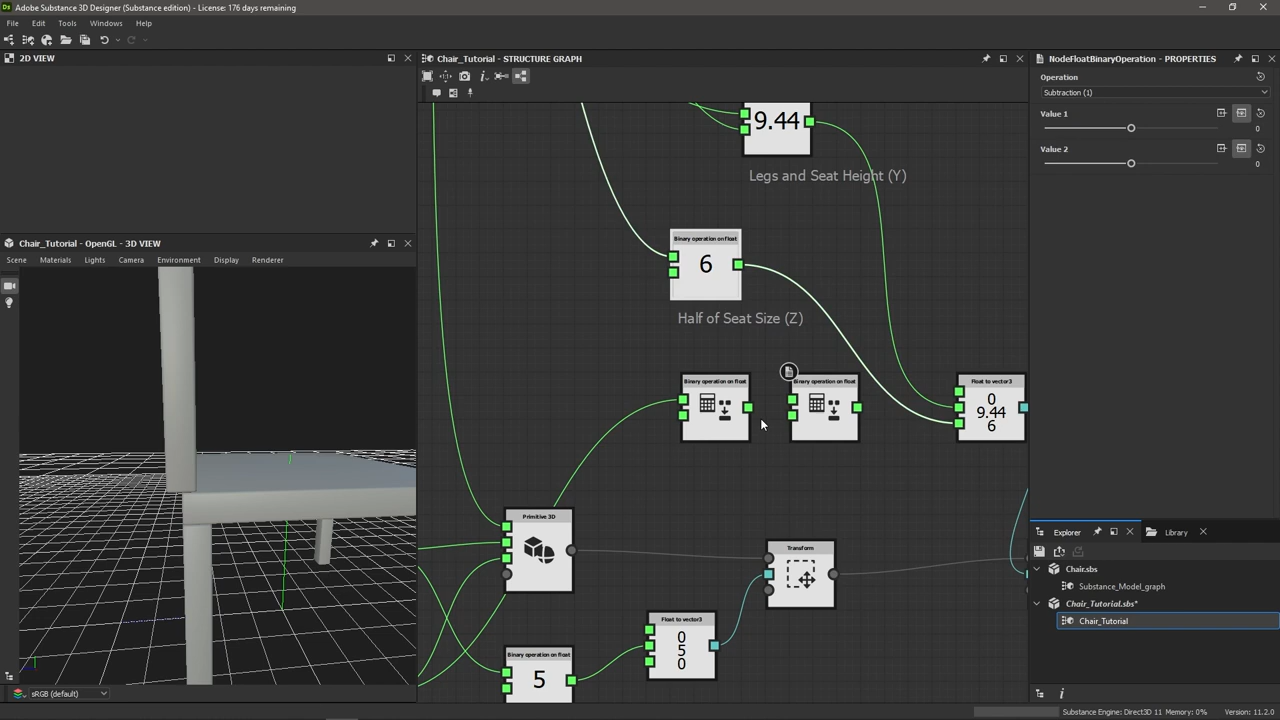 Adobe Substance 3D Designer (Substance edition) - License: 176 days remaining
File Edit Tools Windows Help
2D VIEW
Chair_Tutorial - STRUCTURE GRAPH
NodeFloatBinaryOperation - PROPERTIES
Operation
Subtraction (1)
Value 1
0
Value 2
0
9.44
Legs and Seat Height (Y)
Binary operation on float
6
Half of Seat Size (Z)
Binary operation on float
Binary operation on float
Float to vector3
0
9.44
6
Primitive 3D
Transform
Float to vector3
0
5
0
Binary operation on float
5
Chair_Tutorial - OpenGL - 3D VIEW
Scene Materials Lights Camera Environment Display Renderer
sRGB (default)
Explorer
Library
Chair.sbs
Substance_Model_graph
Chair_Tutorial.sbs*
Chair_Tutorial
Substance Engine: Direct3D 11 Memory: 0% Version: 11.2.0